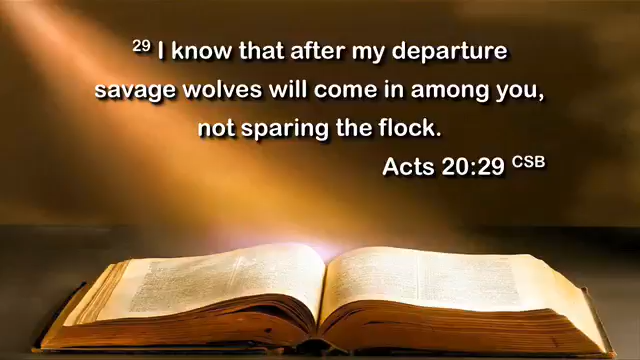 29 I know that after my departure
savage wolves will come in among you,
not sparing the flock.
Acts 20:29 CSB